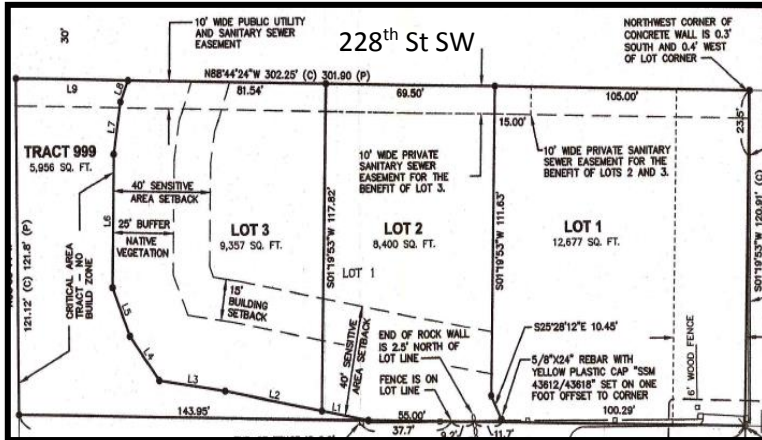 10' WIDE PUBLIC UTILITY
AND SANITARY SEWER
EASEMENT
30'
228th St SW
NORTHWEST CORNER OF
CONCRETE WALL IS 0.3'
SOUTH AND 0.4' WEST
OF LOT CORNER
N88°44'24"W 302.25' (C) 301.90 (P)
L9
L8
81.54'
69.50'
105.00'
15.00'
23.5'
L7
TRACT 999
5,956 SQ. FT.
10' WIDE PRIVATE
SANITARY SEWER
EASEMENT FOR THE
BENEFIT OF LOT 3.
10' WIDE PRIVATE SANITARY
SEWER EASEMENT FOR THE
BENEFIT OF LOTS 2 AND 3.
40' SENSITIVE
AREA SETBACK
L6
25' BUFFER
NATIVE
VEGETATION
LOT 3
9,357 SQ. FT.
S01°19'53"W 117.82'
LOT 2
8,400 SQ. FT.
LOT 1
S01°19'53"W 111.63'
LOT 1
12,677 SQ. FT.
S01°19'53"W 120.91' (C)
121.12' (C) 121.8' (P)
CRITICAL AREA
TRACT - NO
BUILD ZONE
15'
BUILDING
SETBACK
L5
L4
L3
L2
L1
40' SENSITIVE
AREA SETBACK
END OF ROCK WALL
IS 2.5' NORTH OF
LOT LINE
FENCE IS ON
LOT LINE
S25°28'12"E 10.45'
5/8"X24" REBAR WITH
YELLOW PLASTIC CAP "SSM
43612/43618" SET ON ONE
FOOT OFFSET TO CORNER
6' WOOD FENCE
143.95'
55.00'
100.29'
37.7'
9.2'
11.7'